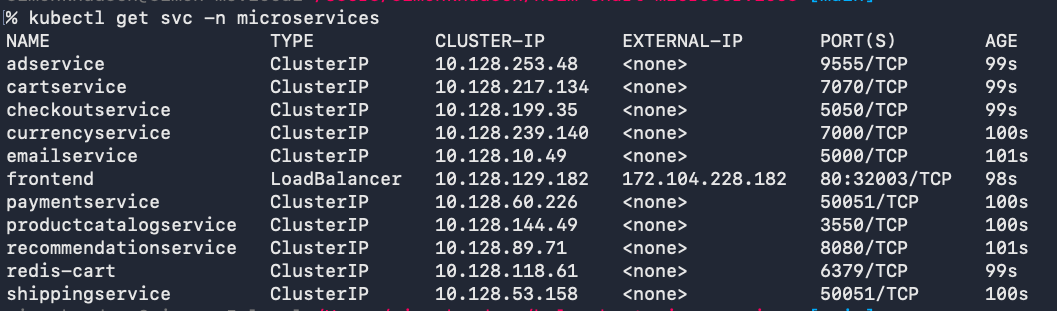 % kubectl get svc -n microservices
NAME TYPE CLUSTER-IP EXTERNAL-IP PORT(S) AGE
adservice ClusterIP 10.128.253.48 <none> 9555/TCP 99s
cartservice ClusterIP 10.128.217.134 <none> 7070/TCP 99s
checkoutservice ClusterIP 10.128.199.35 <none> 5050/TCP 99s
currencyservice ClusterIP 10.128.239.140 <none> 7000/TCP 100s
emailservice ClusterIP 10.128.10.49 <none> 5000/TCP 101s
frontend LoadBalancer 10.128.129.182 172.104.228.182 80:32003/TCP 98s
paymentservice ClusterIP 10.128.60.226 <none> 50051/TCP 100s
productcatalogservice ClusterIP 10.128.144.49 <none> 3550/TCP 100s
recommendationservice ClusterIP 10.128.89.71 <none> 8080/TCP 101s
redis-cart ClusterIP 10.128.118.61 <none> 6379/TCP 99s
shippingservice ClusterIP 10.128.53.158 <none> 50051/TCP 100s